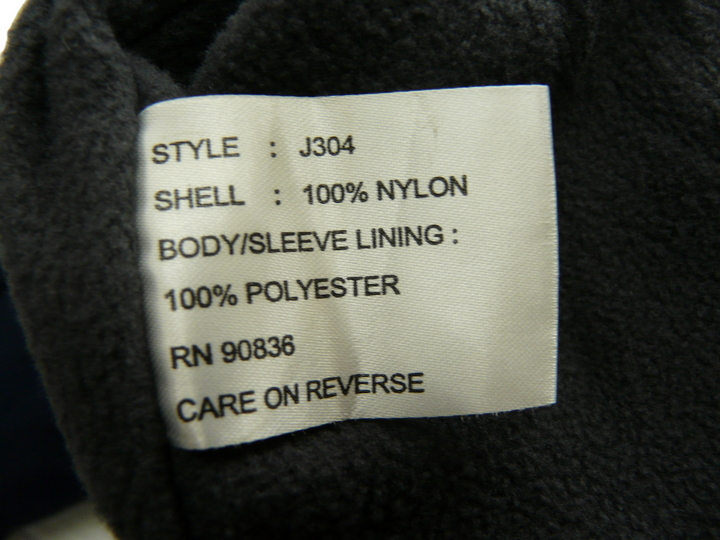 STYLE : J304
SHELL : 100% NYLON
BODY/SLEEVE LINING :
100% POLYESTER
RN 90836
CARE ON REVERSE